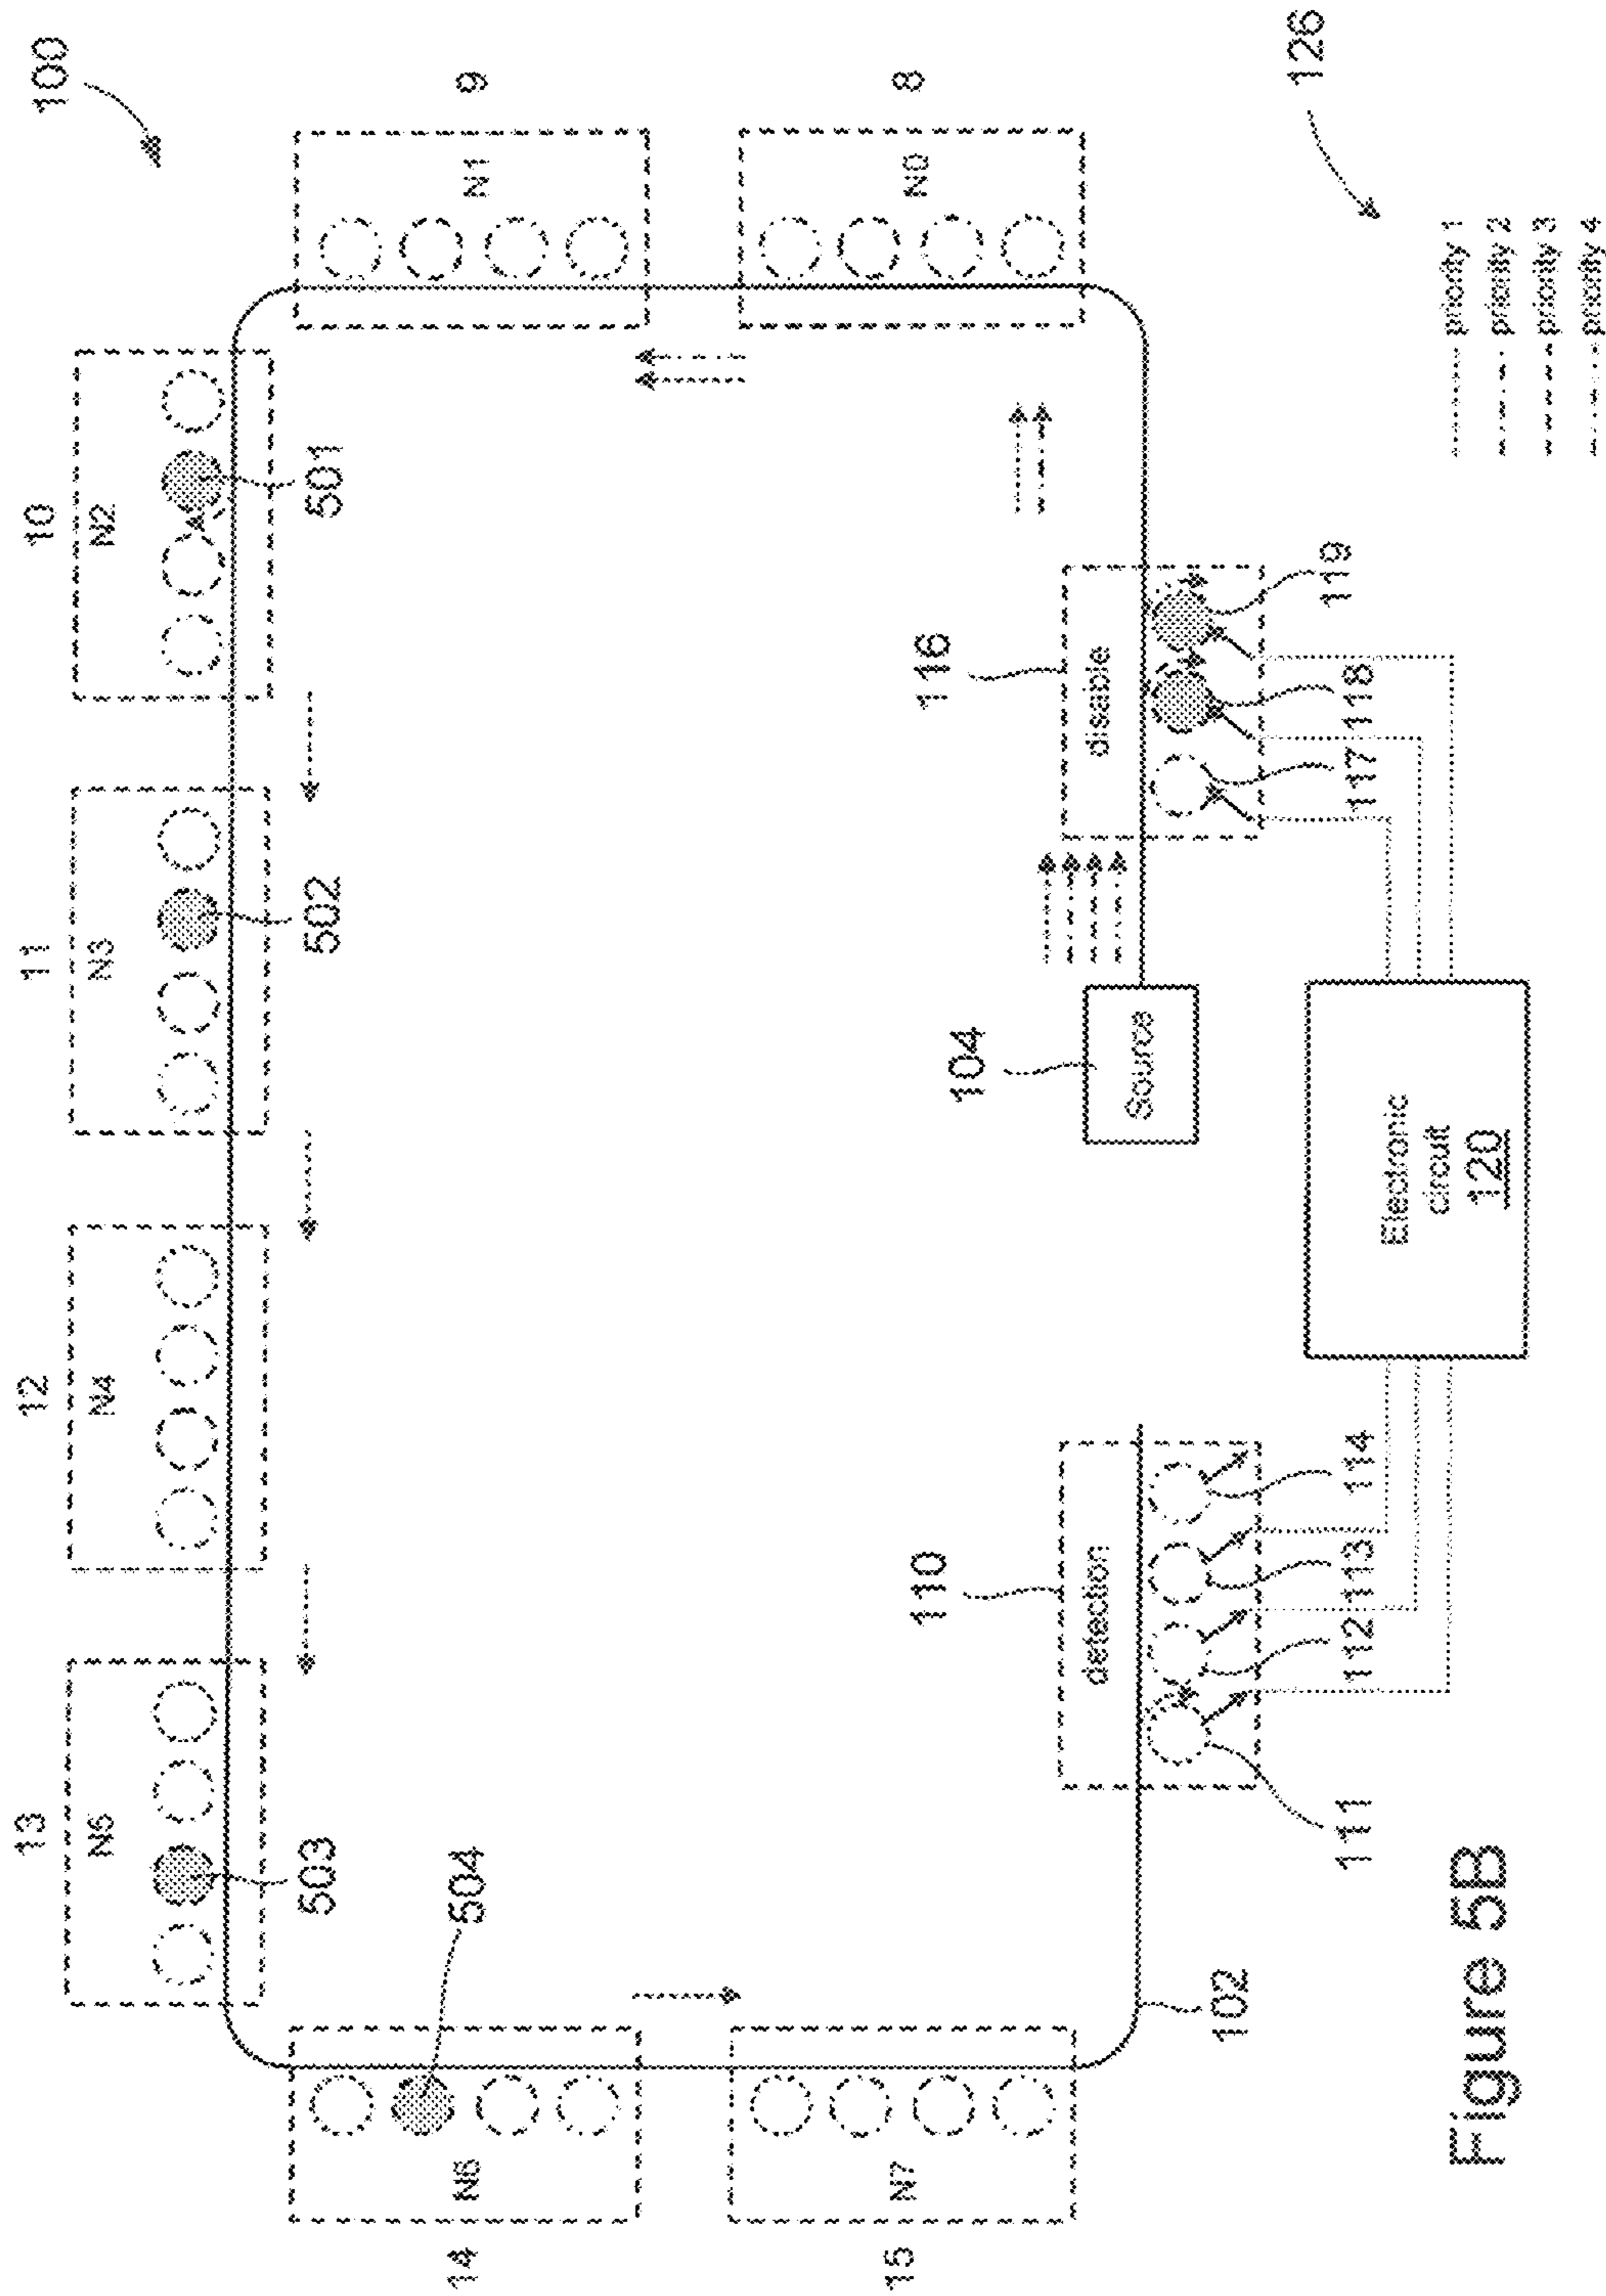 100
9
N1
8
N0
126
priority 1
priority 2
priority 3
priority 4
10
N2
501
11
N3
502
12
N4
13
N5
503
504
14
N6
15
N7
116
disable
117
118
119
104
Source
Electronic
circuit
120
110
detection
111
112
113
114
102
Figure 5B